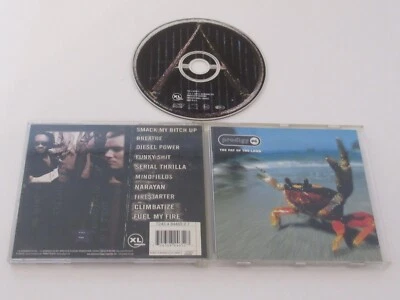 SMACK MY BITCH UP
BREATHE
DIESEL POWER
FUNKY SHIT
SERIAL THRILLA
MINDFIELDS
NARAYAN
FIRESTARTER
CLIMBATIZE
FUEL MY FIRE
XL
prodigy
THE FAT OF THE LAND
XL